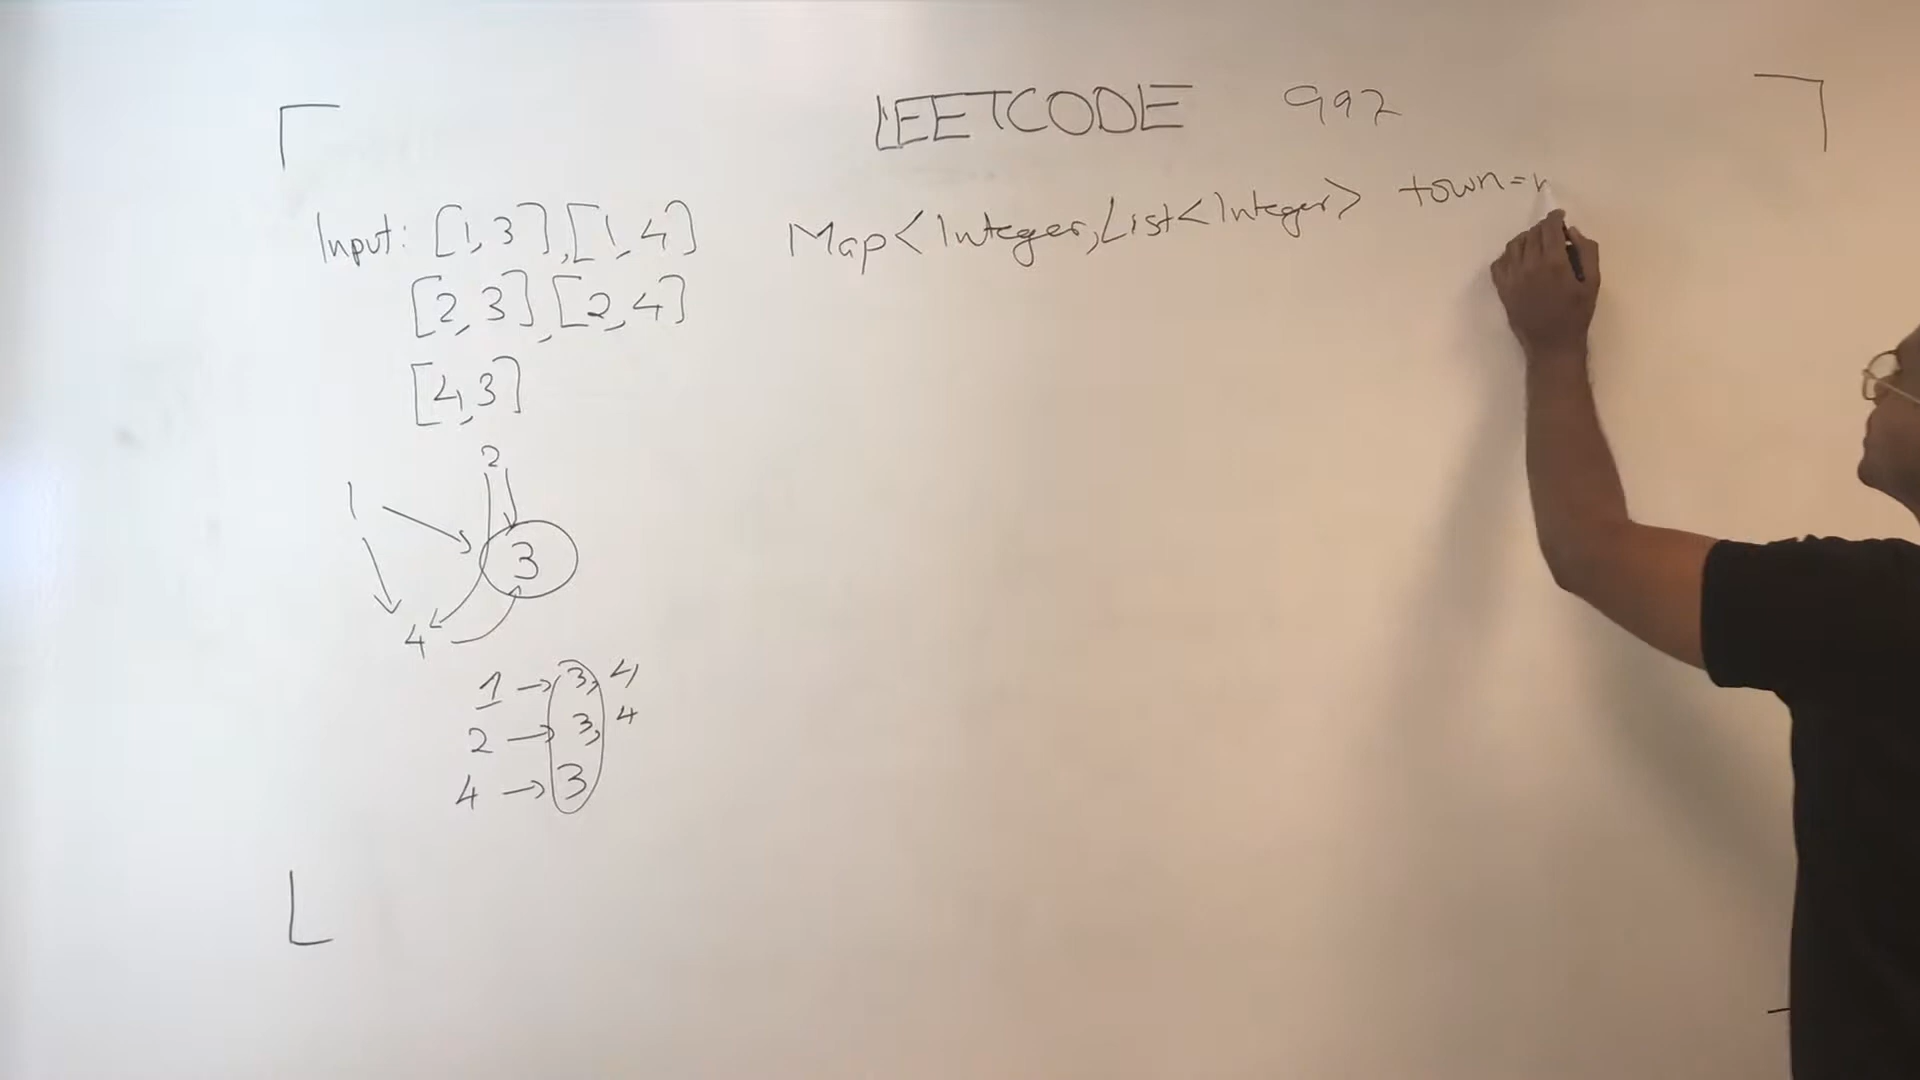 LEETCODE 997
Input: [1,3],[1,4]
[2,3],[2,4]
[4,3]
Map<Integer,List<Integer> town=
2
1
3
4
1 → 3, 4
2 → 3, 4
4 → 3